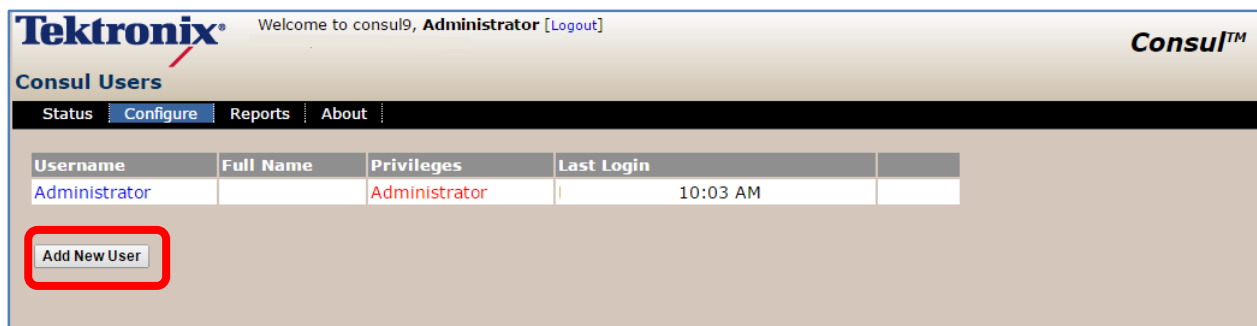 Tektronix® Welcome to consul9, Administrator [Logout]
Consul™
Consul Users
Status Configure Reports About
Username Full Name Privileges Last Login
Administrator Administrator 10:03 AM
Add New User